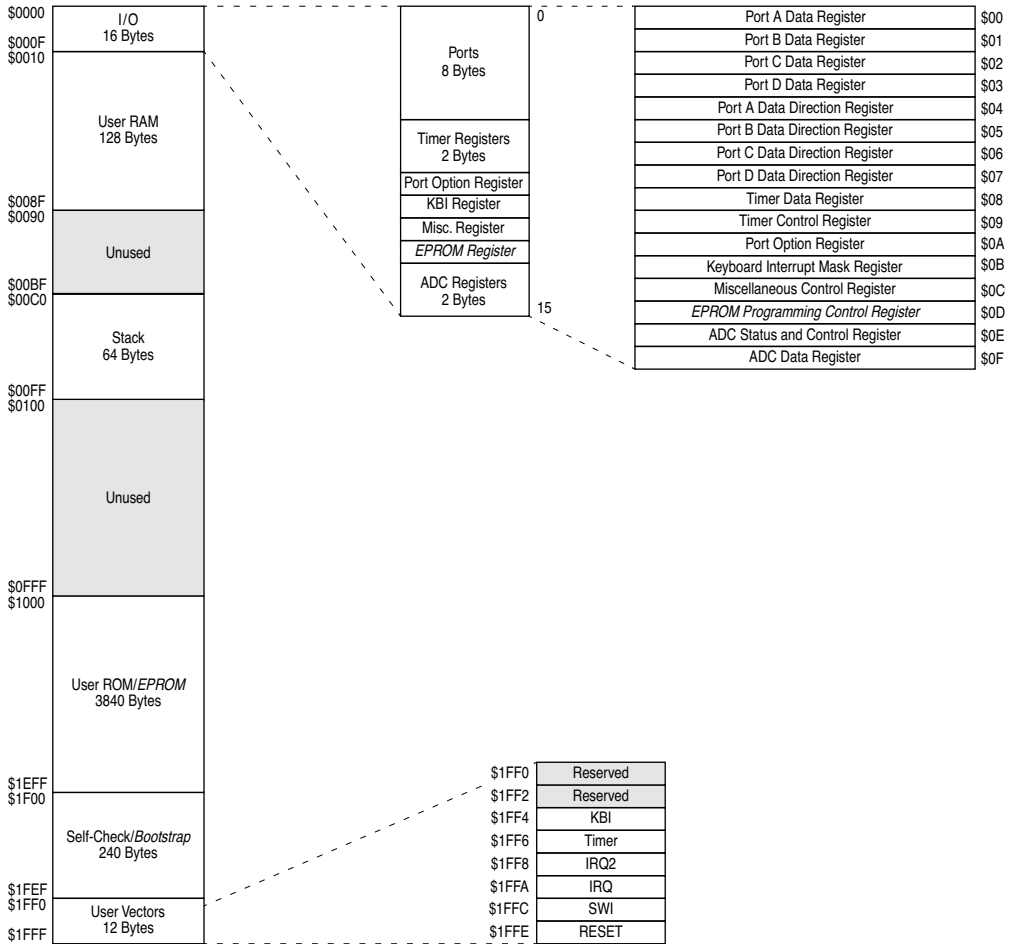 $0000
I/O
16 Bytes
$000F
$0010
User RAM
128 Bytes
$008F
$0090
Unused
$00BF
$00C0
Stack
64 Bytes
$00FF
$0100
Unused
$0FFF
$1000
User ROM/EPROM
3840 Bytes
$1EFF
$1F00
Self-Check/Bootstrap
240 Bytes
$1FEF
$1FF0
User Vectors
12 Bytes
$1FFF
0
Ports
8 Bytes
Timer Registers
2 Bytes
Port Option Register
KBI Register
Misc. Register
EPROM Register
ADC Registers
2 Bytes
15
Port A Data Register $00
Port B Data Register $01
Port C Data Register $02
Port D Data Register $03
Port A Data Direction Register $04
Port B Data Direction Register $05
Port C Data Direction Register $06
Port D Data Direction Register $07
Timer Data Register $08
Timer Control Register $09
Port Option Register $0A
Keyboard Interrupt Mask Register $0B
Miscellaneous Control Register $0C
EPROM Programming Control Register $0D
ADC Status and Control Register $0E
ADC Data Register $0F
$1FF0 Reserved
$1FF2 Reserved
$1FF4 KBI
$1FF6 Timer
$1FF8 IRQ2
$1FFA IRQ
$1FFC SWI
$1FFE RESET